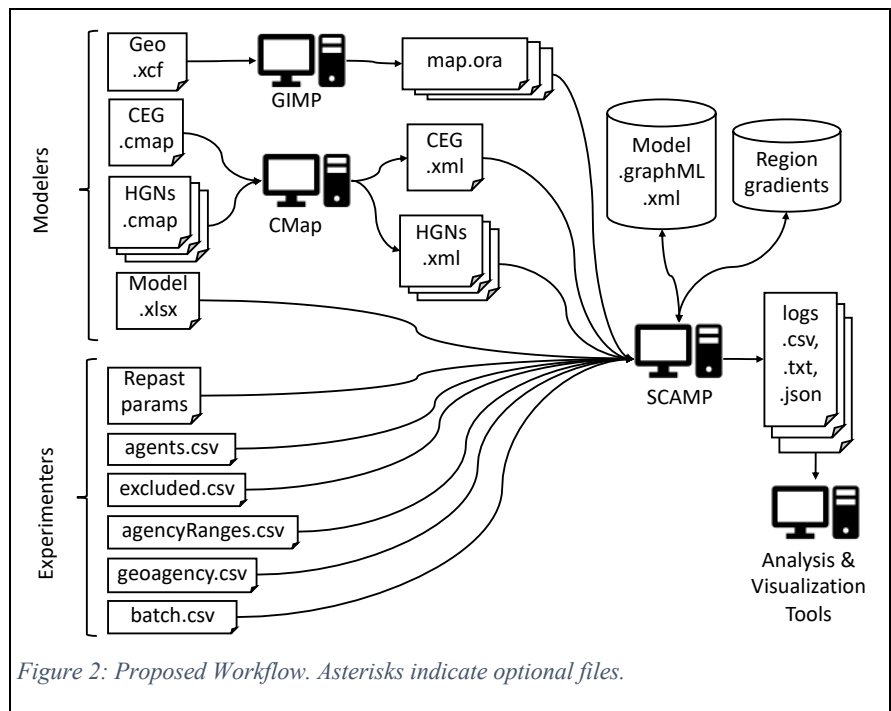 Modelers
Geo
.xcf
GIMP
map.ora
CEG
.cmap
HGNs
.cmap
CMap
CEG
.xml
HGNs
.xml
Model
.xlsx
Model
.graphML
.xml
Region
gradients
Experimenters
Repast
params
agents.csv
excluded.csv
agencyRanges.csv
geoagency.csv
batch.csv
SCAMP
logs
.csv,
.txt,
.json
Analysis &
Visualization
Tools
Figure 2: Proposed Workflow. Asterisks indicate optional files.